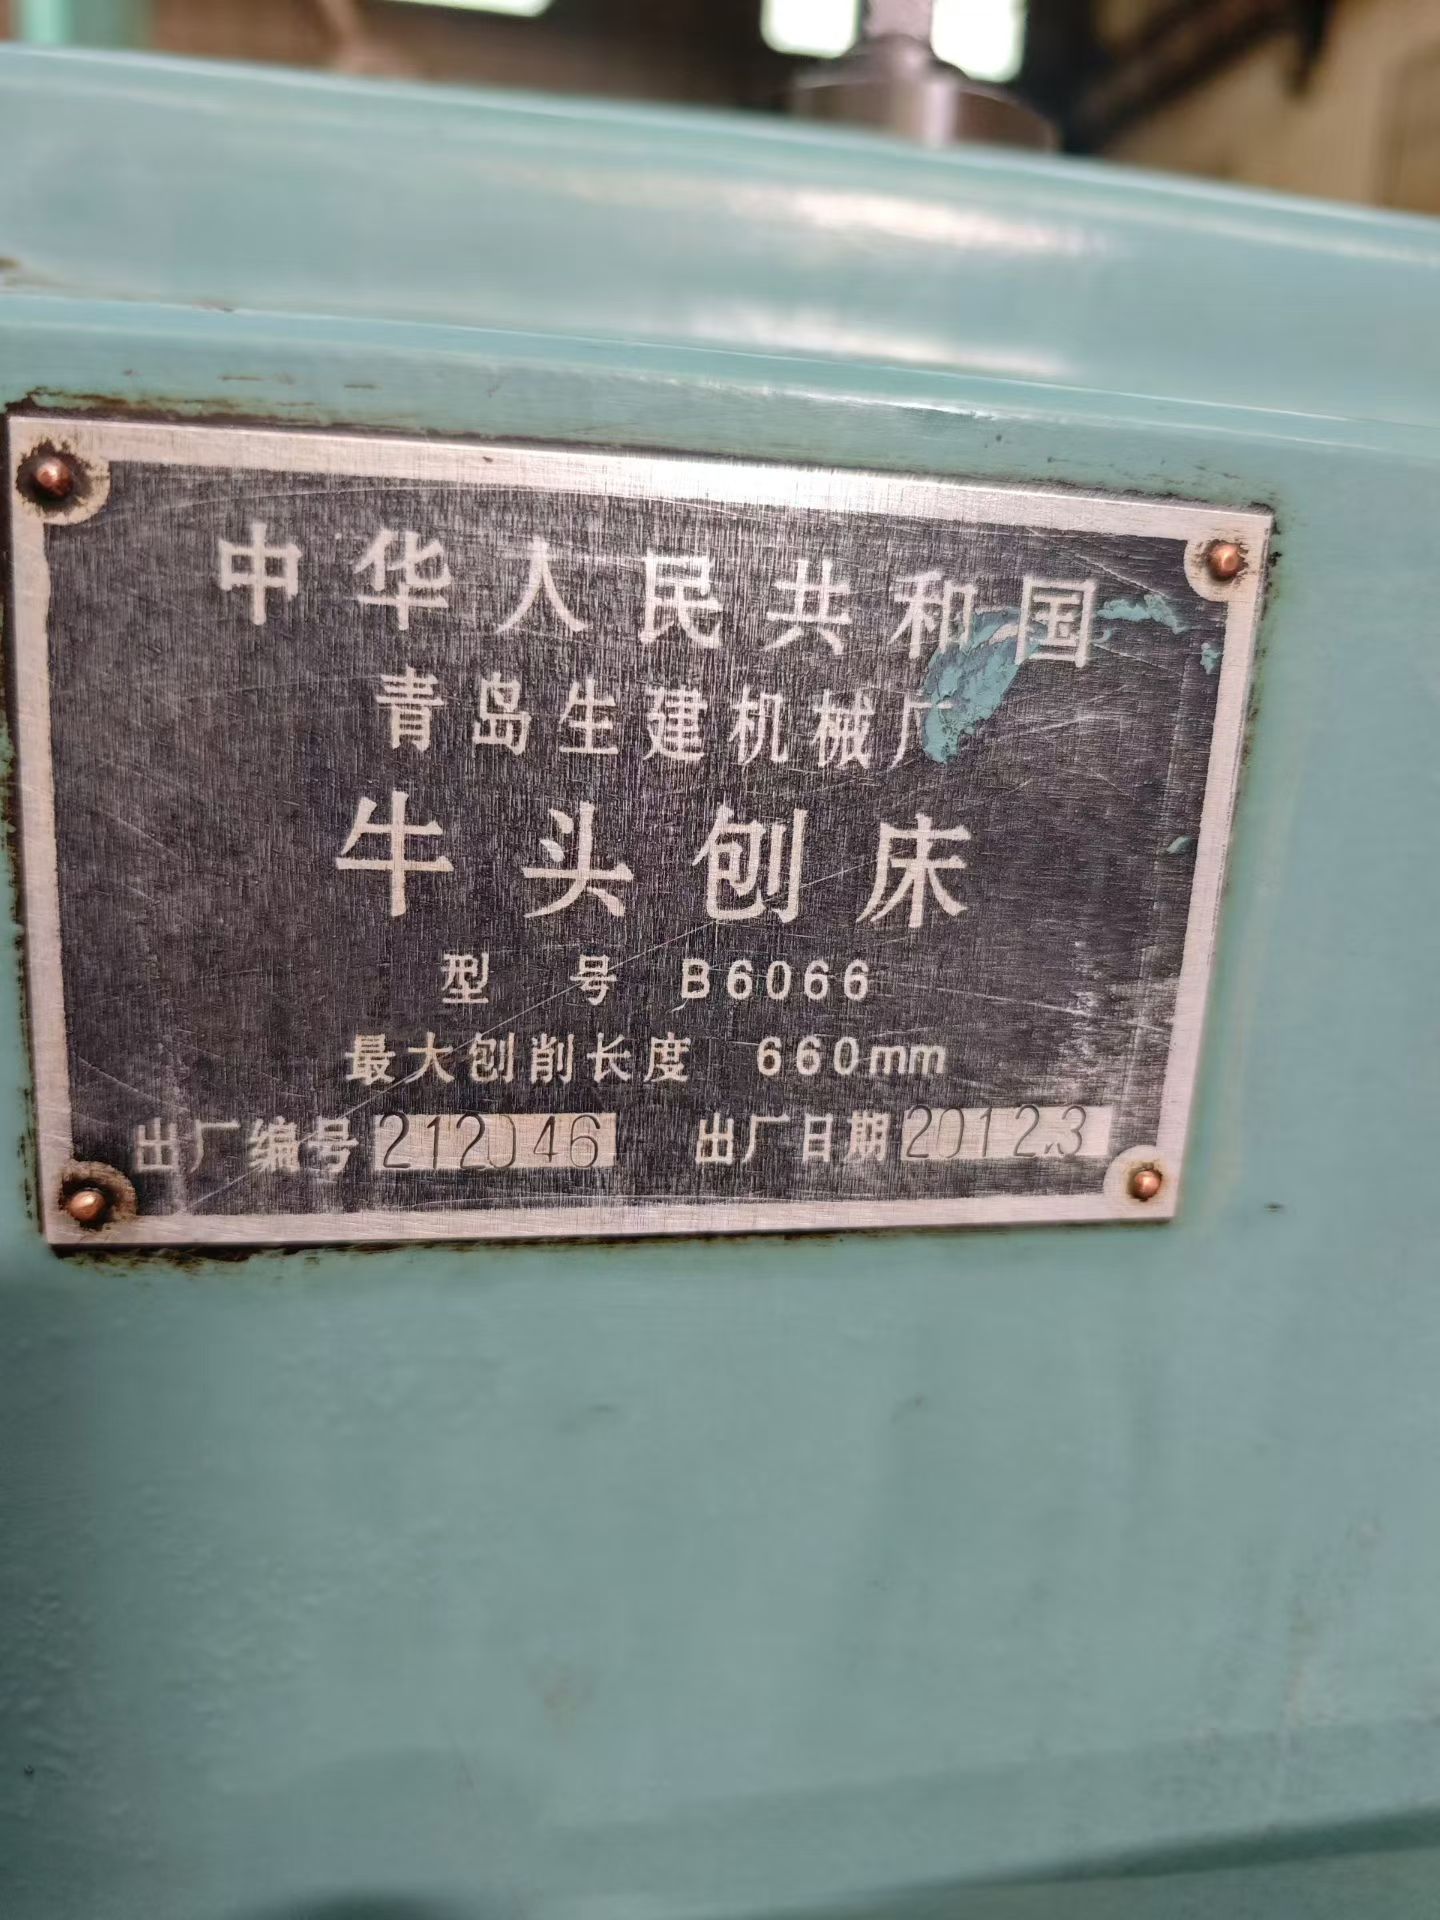 中华人民共和国
青岛生建机械厂
牛头刨床
型 号 B6066
最大刨削长度 660mm
出厂编号 212046 出厂日期 2012.3